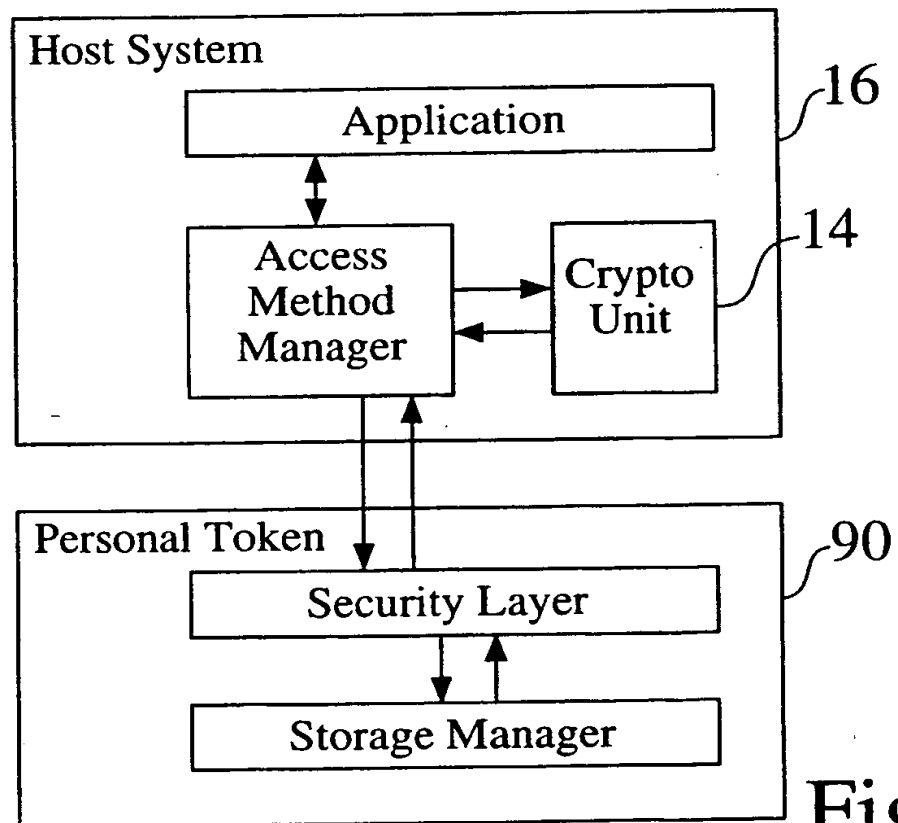 Host System
16
Application
Access
Method
Manager
14
Crypto
Unit
Personal Token
90
Security Layer
Storage Manager